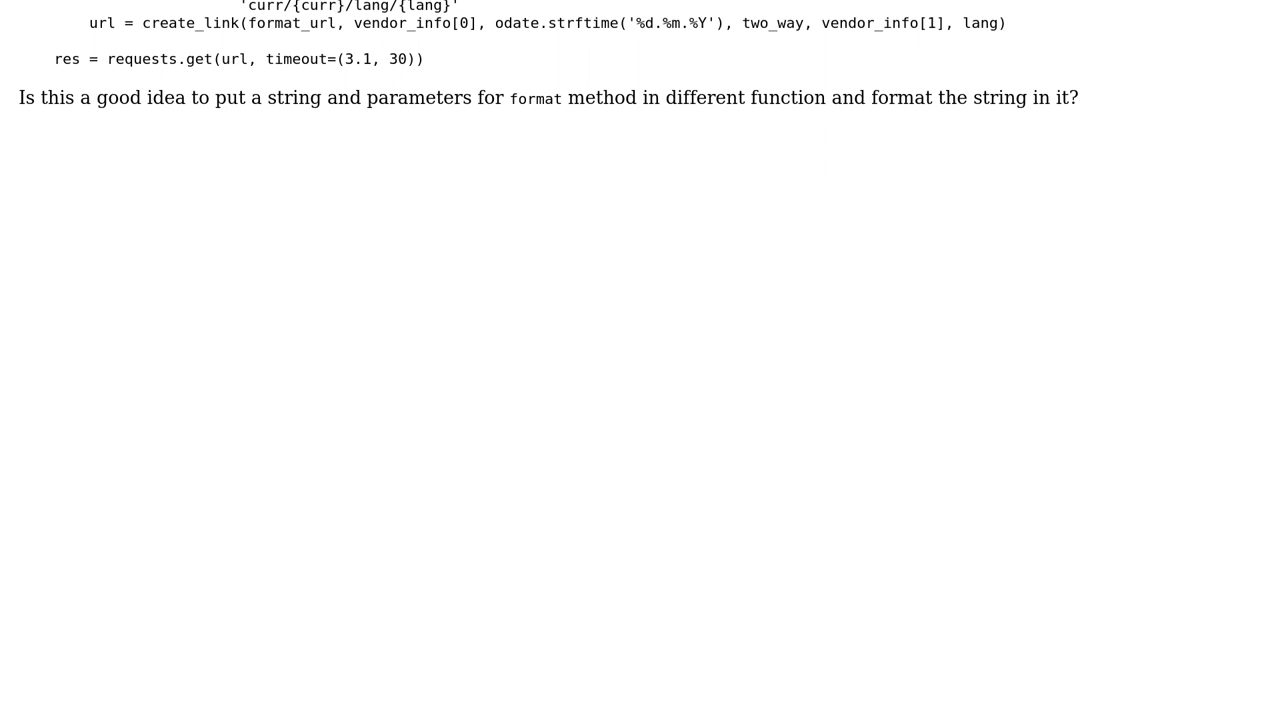 'curr/{curr}/lang/{lang}'
url = create_link(format_url, vendor_info[0], odate.strftime('%d.%m.%Y'), two_way, vendor_info[1], lang)
res = requests.get(url, timeout=(3.1, 30))
Is this a good idea to put a string and parameters for format method in different function and format the string in it?